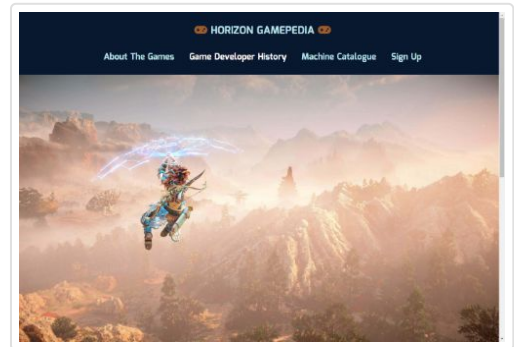 HORIZON GAMEPEDIA
About The Games Game Developer History Machine Catalogue Sign Up